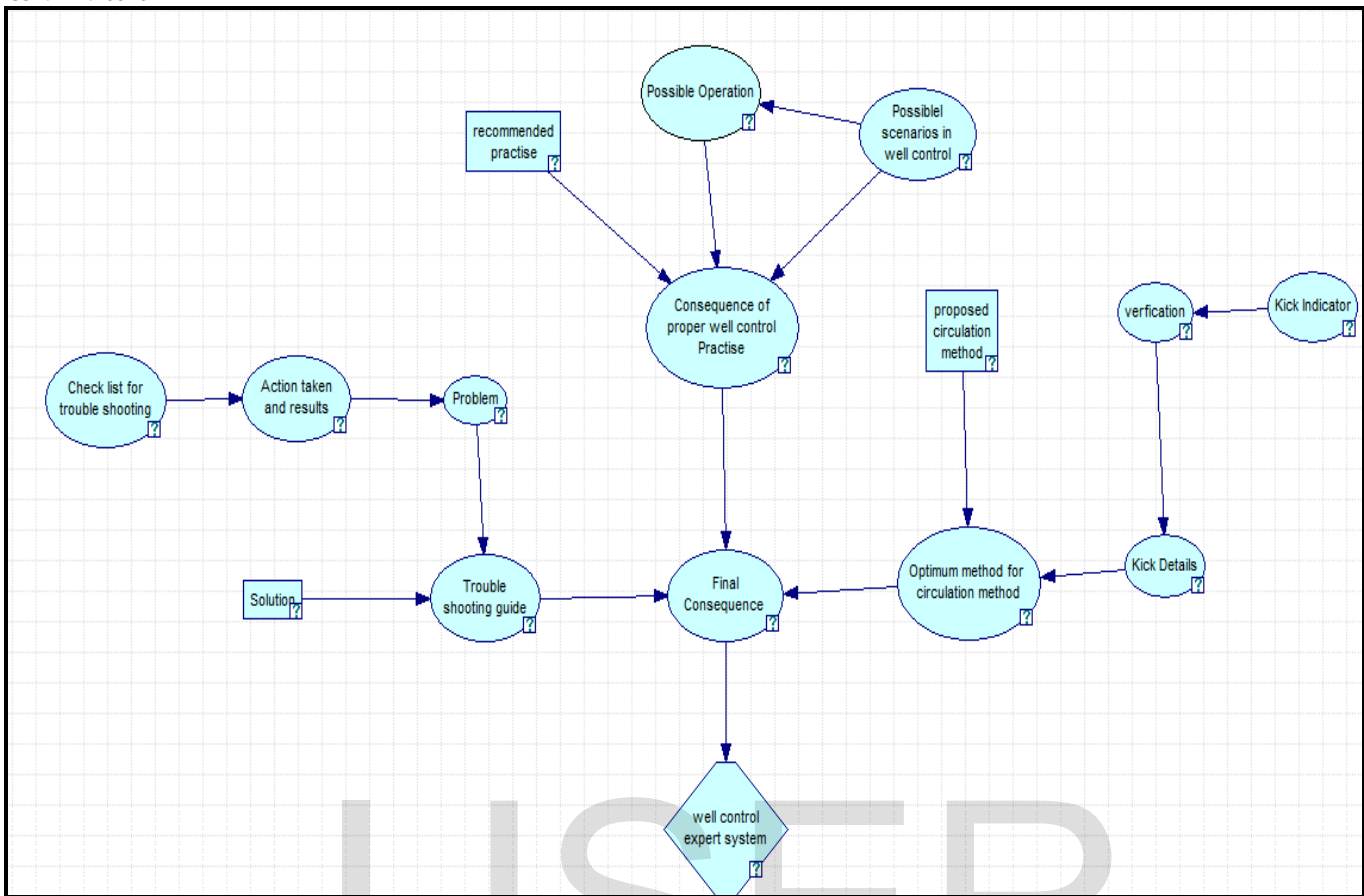 Possible Operation
?
Possiblel
scenarios in
well control
?
recommended
practise
?
Consequence of
proper well control
Practise
?
proposed
circulation
method
?
verfication
?
Kick Indicator
?
Check list for
trouble shooting
?
Action taken
and results
?
Problem
?
Solution
?
Trouble
shooting guide
?
Final
Consequence
?
Optimum method for
circulation method
?
Kick Details
?
well control
expert system
?
IJSER